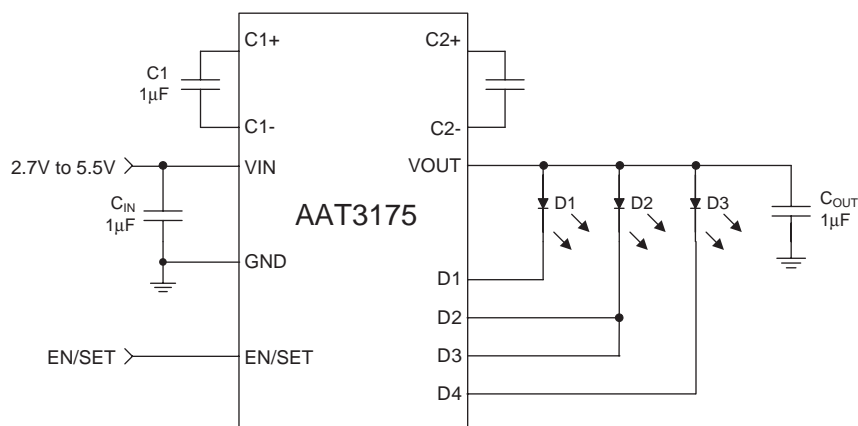 C1+
C2+
C1
1μF
C1-
C2-
2.7V to 5.5V
VIN
VOUT
CIN
1μF
AAT3175
D1
D2
D3
COUT
1μF
GND
D1
D2
EN/SET
EN/SET
D3
D4